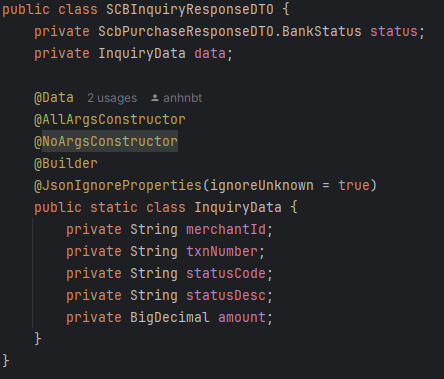 public class SCBInquiryResponseDTO {
    private ScbPurchaseResponseDTO.BankStatus status;
    private InquiryData data;

    @Data 2 usages anhnbt
    @AllArgsConstructor
    @NoArgsConstructor
    @Builder
    @JsonIgnoreProperties(ignoreUnknown = true)
    public static class InquiryData {
        private String merchantId;
        private String txnNumber;
        private String statusCode;
        private String statusDesc;
        private BigDecimal amount;
    }
}